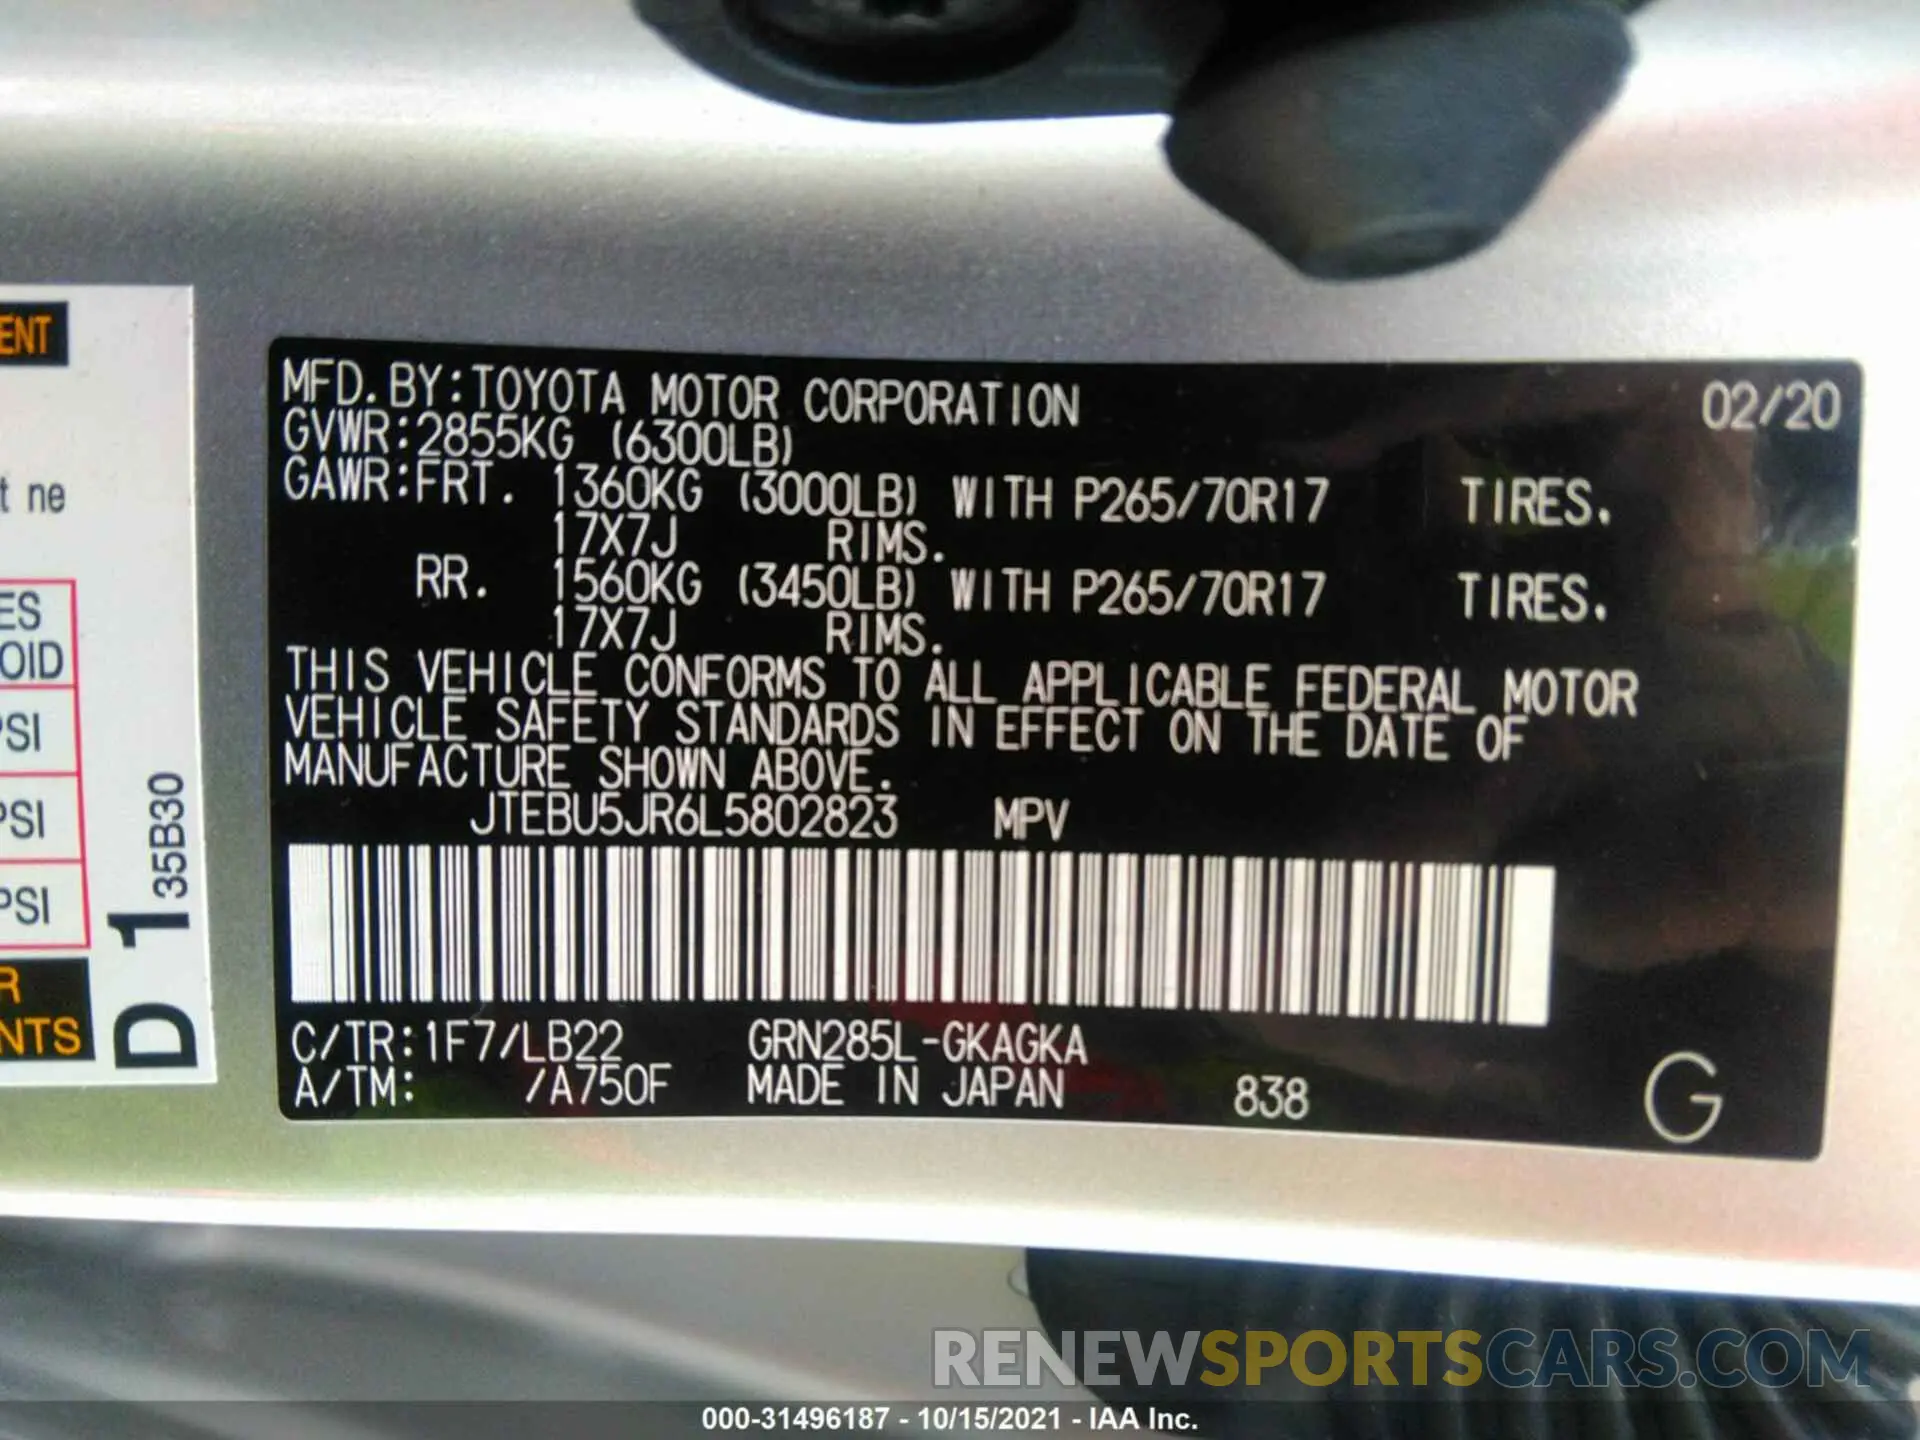 MFD.BY:TOYOTA MOTOR CORPORATION 02/20
GVWR:2855KG (6300LB)
GAWR:FRT. 1360KG (3000LB) WITH P265/70R17 TIRES.
17X7J RIMS.
RR. 1560KG (3450LB) WITH P265/70R17 TIRES.
17X7J RIMS.
THIS VEHICLE CONFORMS TO ALL APPLICABLE FEDERAL MOTOR
VEHICLE SAFETY STANDARDS IN EFFECT ON THE DATE OF
MANUFACTURE SHOWN ABOVE.
JTEBU5JR6L5802823 MPV
C/TR:1F7/LB22 GRN285L-GKAGKA
A/TM: /A750F MADE IN JAPAN 838 G
ENT
t ne
ES
OID
PSI
PSI
PSI
R
NTS
D 1 35B30
RENEWSPORTSCARS.COM
000-31496187 - 10/15/2021 - IAA Inc.